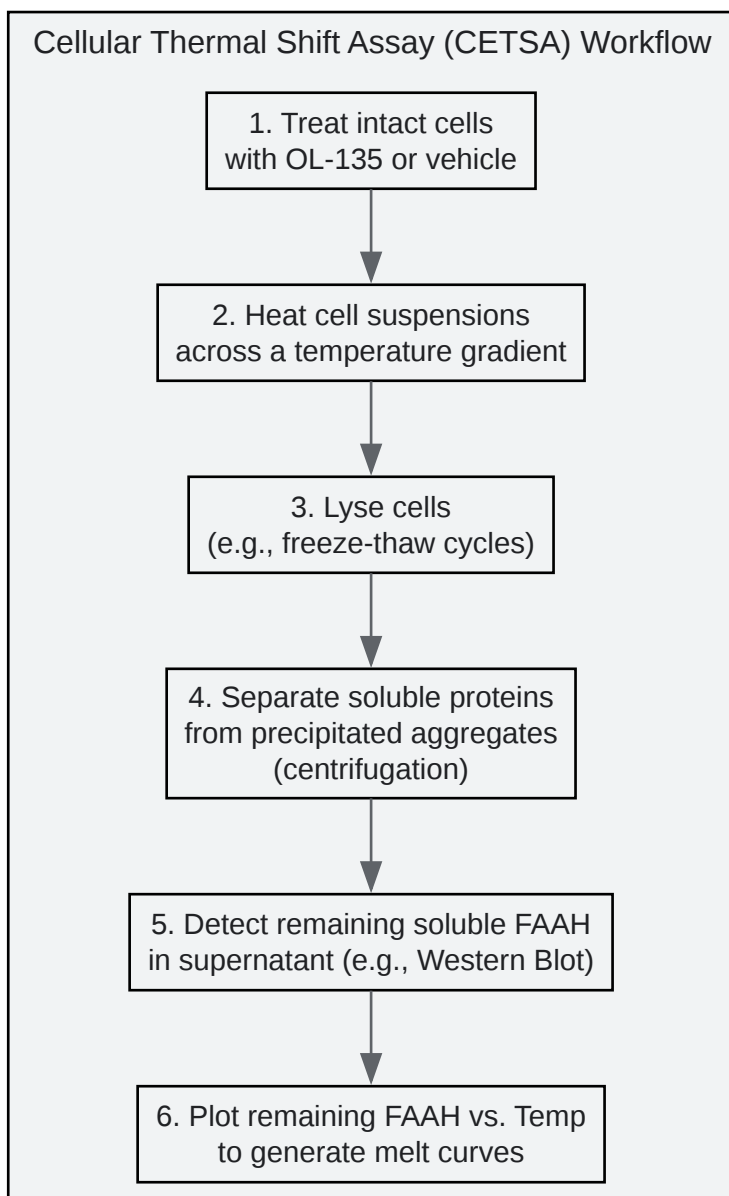 Cellular Thermal Shift Assay (CETSA) Workflow
1. Treat intact cells
with OL-135 or vehicle
2. Heat cell suspensions
across a temperature gradient
3. Lyse cells
(e.g., freeze-thaw cycles)
4. Separate soluble proteins
from precipitated aggregates
(centrifugation)
5. Detect remaining soluble FAAH
in supernatant (e.g., Western Blot)
6. Plot remaining FAAH vs. Temp
to generate melt curves